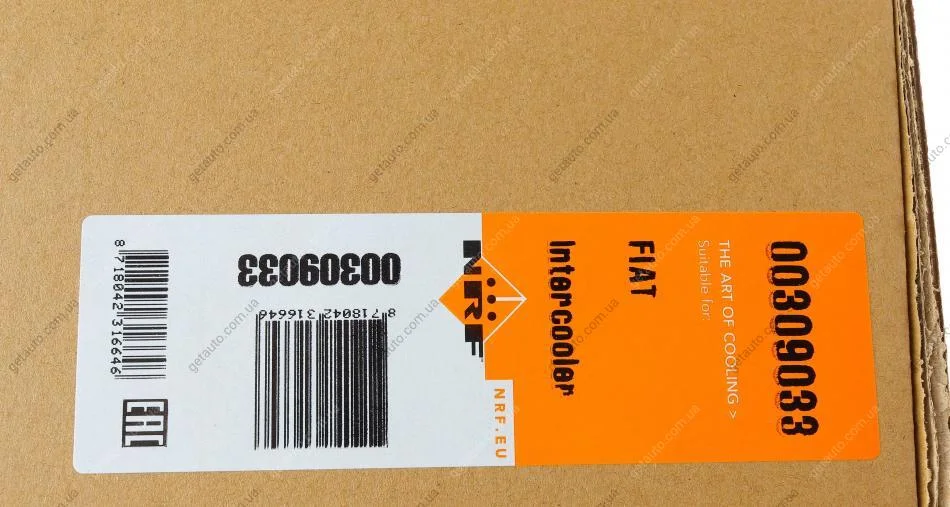 00309033
THE ART OF COOLING >
Suitable for:
FIAT
Intercooler
NRF
NRF.EU
00309033
8 718042 316646
8 718042 316646
EAC
getauto.com.ua